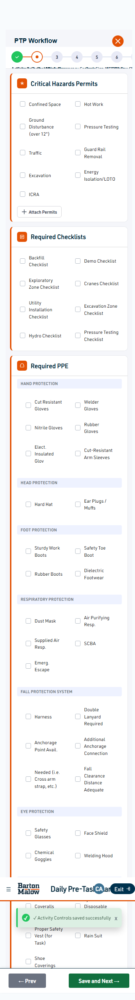 PTP Workflow
3 4 5 6
Critical Hazards Permits
Confined Space
Hot Work
Ground
Disturbance
(over 12")
Pressure Testing
Traffic
Guard Rail
Removal
Excavation
Energy
Isolation/LOTO
ICRA
+ Attach Permits
Required Checklists
Backfill
Checklist
Demo Checklist
Exploratory
Zone Checklist
Cranes Checklist
Utility
Installation
Checklist
Excavation Zone
Checklist
Hydro Checklist
Pressure Testing
Checklist
Required PPE
HAND PROTECTION
Cut Resistant
Gloves
Welder
Gloves
Nitrile Gloves
Rubber
Gloves
Elect.
Insulated
Glov
Cut-Resistant
Arm Sleeves
HEAD PROTECTION
Hard Hat
Ear Plugs /
Muffs
FOOT PROTECTION
Sturdy Work
Boots
Safety Toe
Boot
Rubber Boots
Dielectric
Footwear
RESPIRATORY PROTECTION
Dust Mask
Air Purifying
Resp.
Supplied Air
Resp.
SCBA
Emerg.
Escape
FALL PROTECTION SYSTEM
Harness
Double
Lanyard
Required
Anchorage
Point Avail.
Additional
Anchorage
Connection
Needed (i.e.
Cross arm
strap, etc.)
Fall
Clearance
Distance
Adequate
EYE PROTECTION
Safety
Glasses
Face Shield
Chemical
Goggles
Welding Hood
☰ Barton
Malow
Daily Pre-Task
CA
Exit
Coveralls
Disposable
✓ Activity Controls saved successfully x
Proper Safety
Vest (for
Task)
Rain Suit
Shoe
Coverings
← Prev
Save and Next →